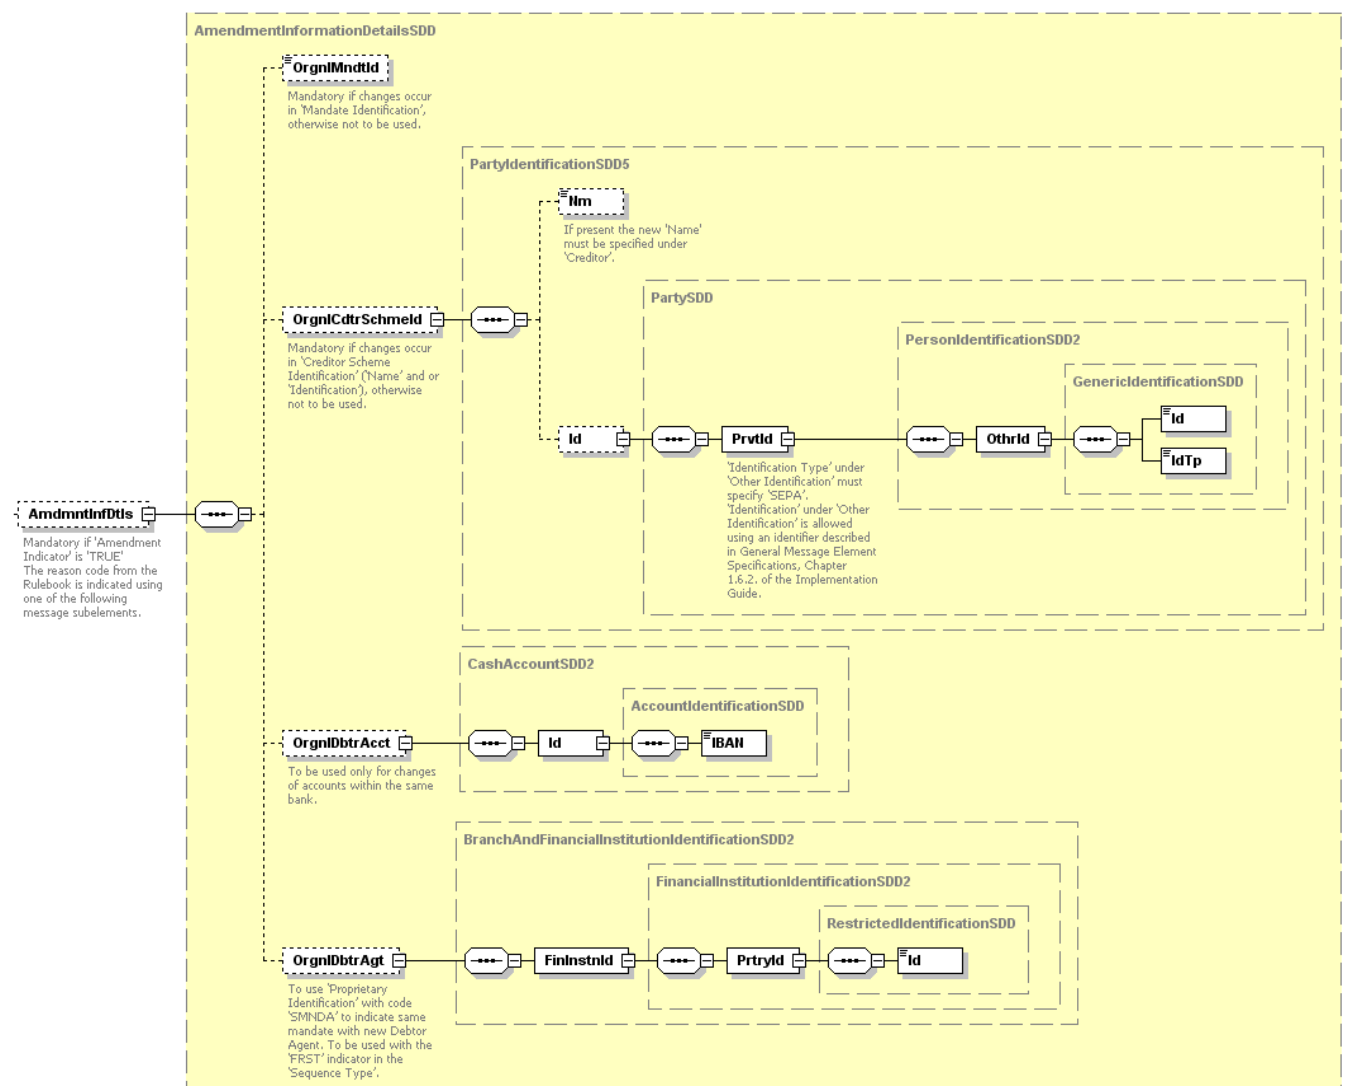 AmendmentInformationDetailsSDD
OrgnlMndtId
Mandatory if changes occur
in 'Mandate Identification',
otherwise not to be used.
PartyIdentificationSDD5
Nm
If present the new 'Name'
must be specified under
'Creditor'.
PartySDD
PersonIdentificationSDD2
GenericIdentificationSDD
OrgnlCdtrSchmeId
Mandatory if changes occur
in 'Creditor Scheme
Identification' ('Name' and or
'Identification'), otherwise
not to be used.
Id
PrvtId
'Identification Type' under
'Other Identification' must
specify 'SEPA'.
'Identification' under 'Other
Identification' is allowed
using an identifier described
in General Message Element
Specifications, Chapter
1.6.2. of the Implementation
Guide.
OthrId
Id
IdTp
AmdmntInfDtls
Mandatory if 'Amendment
Indicator' is 'TRUE'
The reason code from the
Rulebook is indicated using
one of the following
message subelements.
CashAccountSDD2
AccountIdentificationSDD
OrgnlDbtrAcct
To be used only for changes
of accounts within the same
bank.
Id
IBAN
BranchAndFinancialInstitutionIdentificationSDD2
FinancialInstitutionIdentificationSDD2
RestrictedIdentificationSDD
OrgnlDbtrAgt
To use 'Proprietary
Identification' with code
'SMNDA' to indicate same
mandate with new Debtor
Agent. To be used with the
'FRST' indicator in the
'Sequence Type'.
FinInstnId
PrtryId
Id